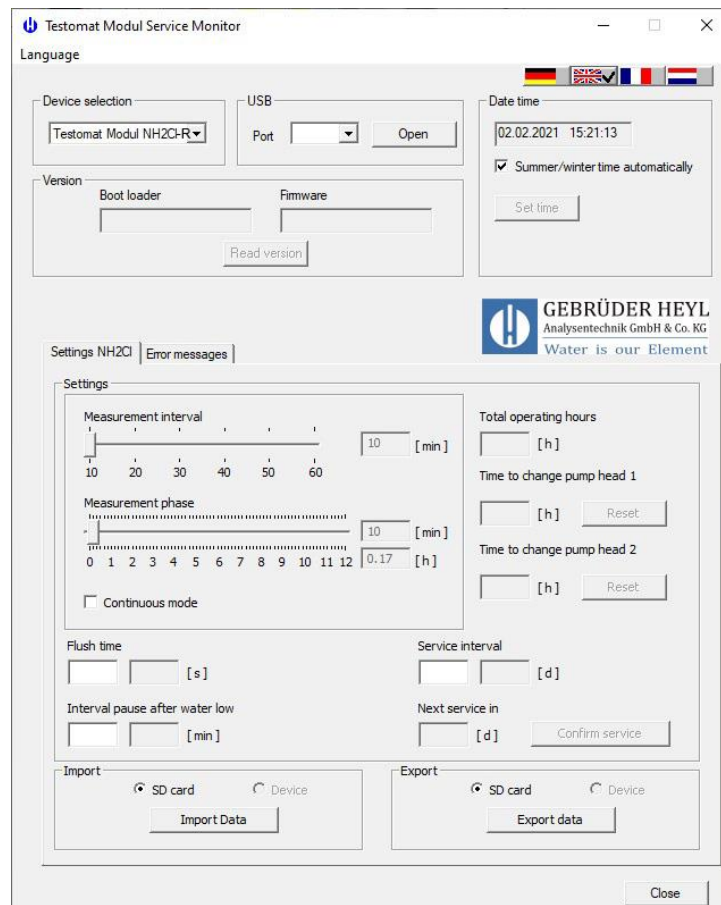 Testomat Modul Service Monitor
Language
Device selection
Testomat Modul NH2Cl-R
USB
Port
Open
Date time
02.02.2021 15:21:13
Summer/winter time automatically
Set time
Version
Boot loader
Firmware
Read version
GEBRÜDER HEYL
Analysentechnik GmbH & Co. KG
Water is our Element
Settings NH2Cl
Error messages
Settings
Measurement interval
10
[ min ]
10 20 30 40 50 60
Measurement phase
10
[ min ]
0 1 2 3 4 5 6 7 8 9 10 11 12
0.17
[ h ]
Continuous mode
Total operating hours
[ h ]
Time to change pump head 1
[ h ]
Reset
Time to change pump head 2
[ h ]
Reset
Flush time
[ s ]
Service interval
[ d ]
Interval pause after water low
[ min ]
Next service in
[ d ]
Confirm service
Import
SD card
Device
Import Data
Export
SD card
Device
Export data
Close